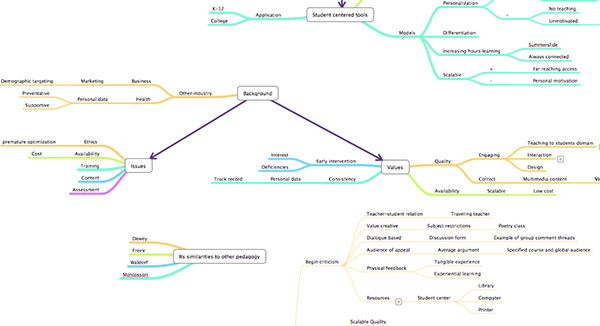 K-12
College
Application
Student centered tools
Models
Personalization
-
No teaching
Unmotivated
Differentiation
Increasing hours learning
Summerslide
Always connected
Scalable
+
Far reaching access
-
Personal motivation
Demographic targeting
Marketing
Business
Preventative
Supportive
Personal data
Health
Other industry
Background
premature optimization
Ethics
Cost
Availability
Training
Content
Assessment
Issues
Interest
Deficiencies
Early intervention
Track record
Personal data
Consistency
Values
Quality
Engaging
Teaching to students domain
Interaction
Design
Correct
Multimedia content
Availability
Scalable
Low cost
Dewey
Freire
Waldorf
Montessori
Its similarities to other pedagogy
Begin criticism
Teacher-student relation
Traveling teacher
Value creative
Subject restrictions
Poetry class
Dialogue based
Discussion form
Example of group comment threads
Audience of appeal
Average argument
Specified course and global audience
Physical feedback
Tangible experience
Experiential learning
Resources
Student center
Library
Computer
Printer
Scalable Quality